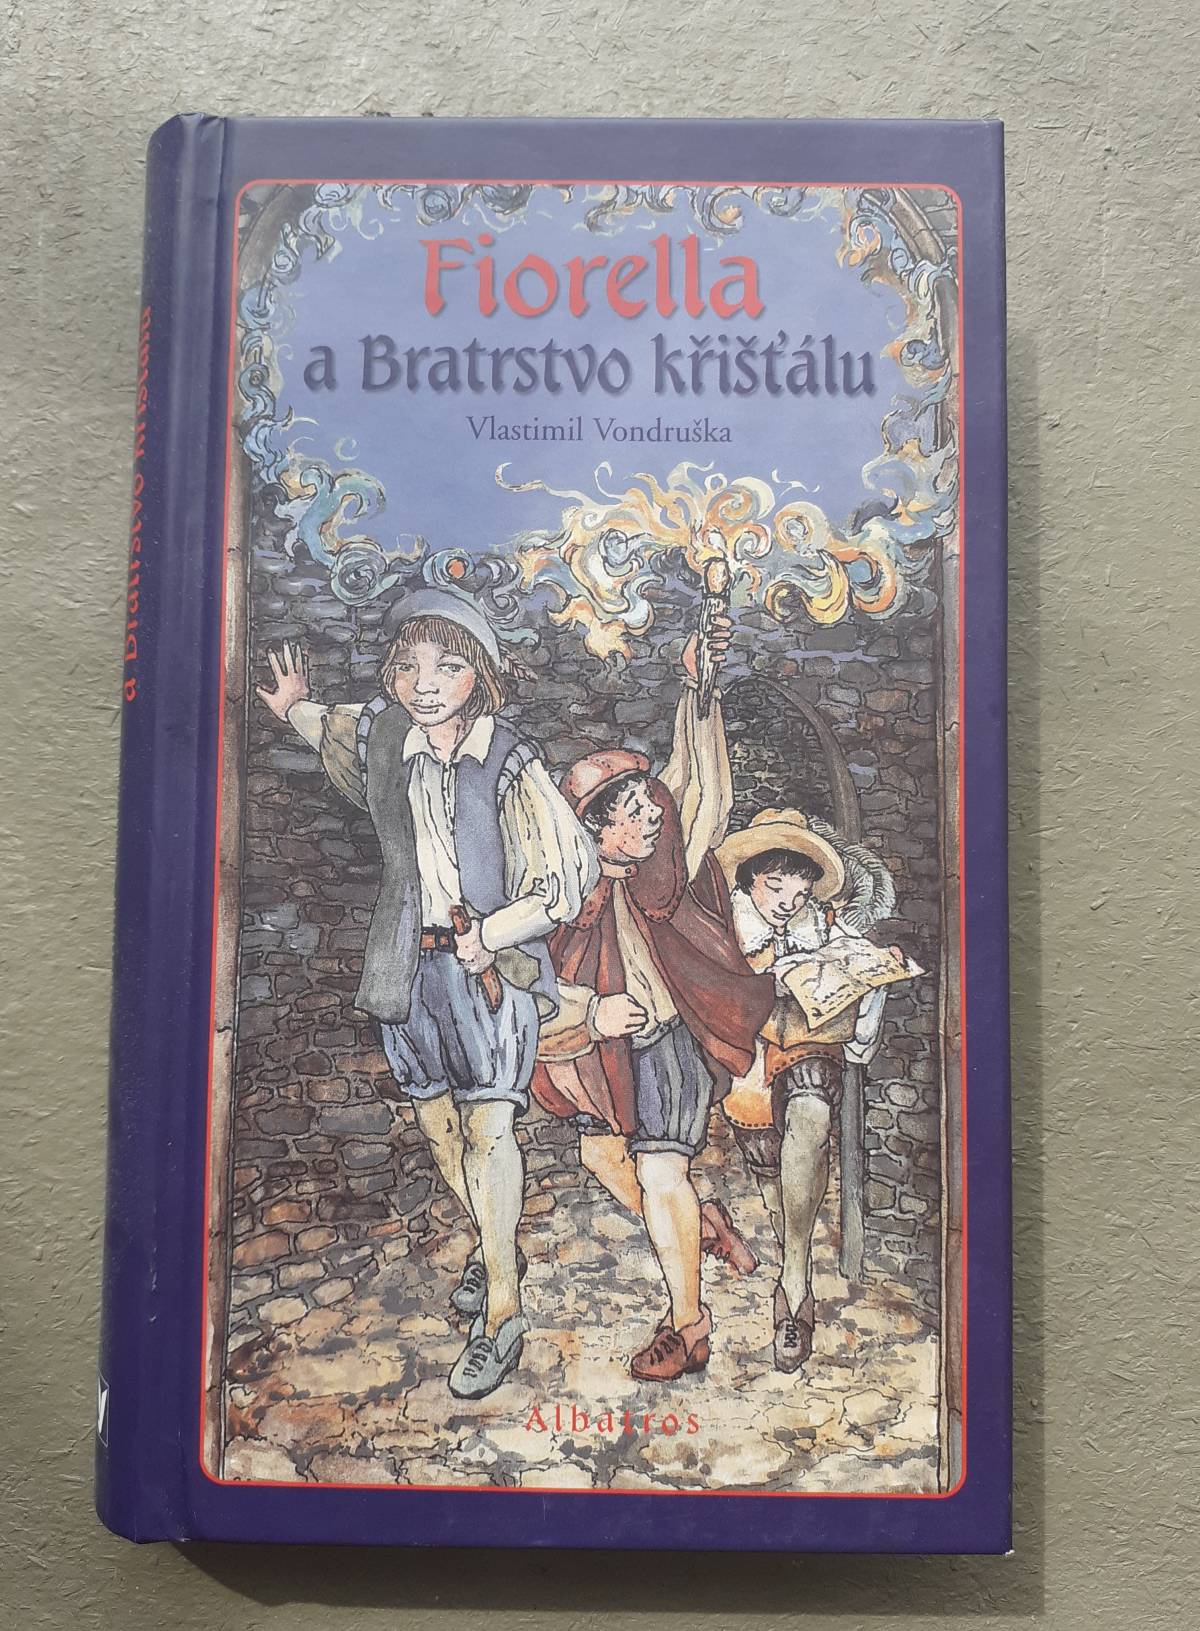 Fiorella
a Bratrstvo křišťálu
Vlastimil Vondruška
Albatros
a Bratrstvo křišťálu